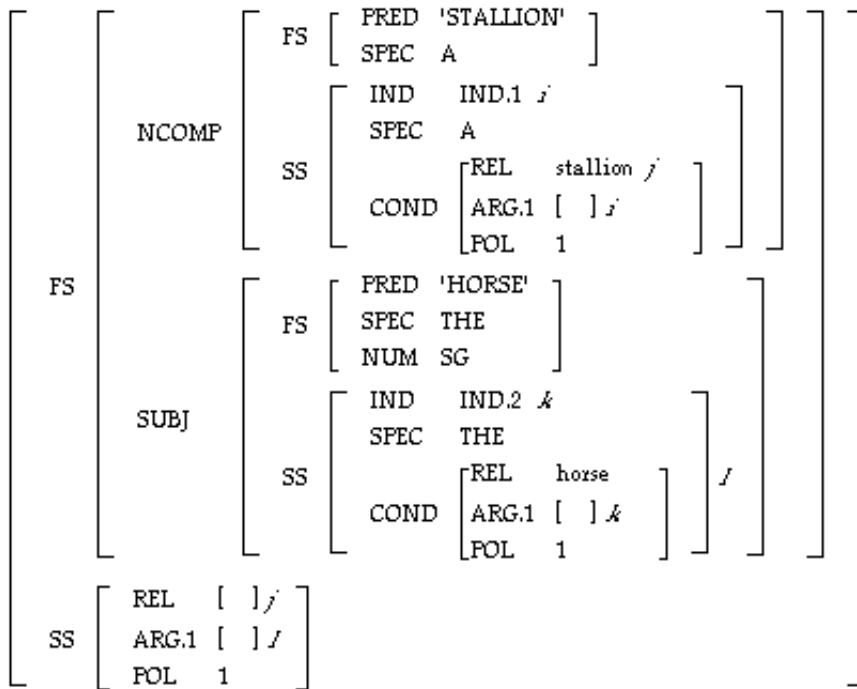 PRED 'STALLION'
FS
SPEC A
IND IND.1 i
NCOMP
SPEC A
SS
REL stallion j
COND ARG.1 [ ] i
POL 1
FS
PRED 'HORSE'
FS SPEC THE
NUM SG
IND IND.2 k
SUBJ
SPEC THE
SS
REL horse
l
COND ARG.1 [ ] k
POL 1
REL [ ] j
SS ARG.1 [ ] l
POL 1